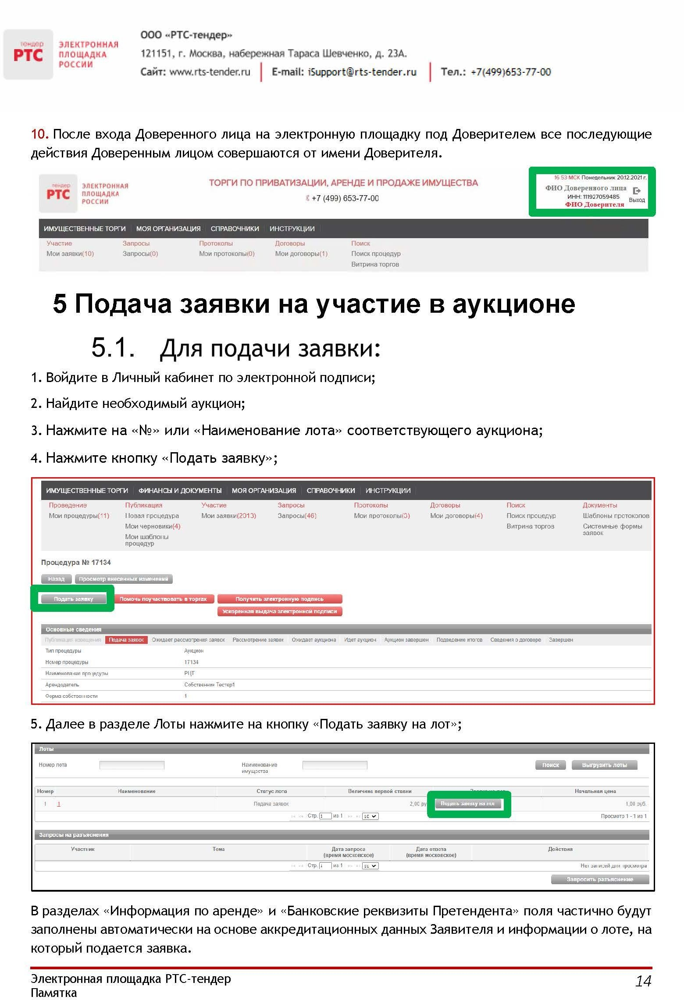 тендер
РТС
ЭЛЕКТРОННАЯ
ПЛОЩАДКА
РОССИИ
ООО «РТС-тендер»
121151, г. Москва, набережная Тараса Шевченко, д. 23А.
Сайт: www.rts-tender.ru | E-mail: iSupport@rts-tender.ru | Тел.: +7(499)653-77-00
10. После входа Доверенного лица на электронную площадку под Доверителем все последующие
действия Доверенным лицом совершаются от имени Доверителя.
тендер
РТС
ЭЛЕКТРОННАЯ
ПЛОЩАДКА
РОССИИ
ТОРГИ ПО ПРИВАТИЗАЦИИ, АРЕНДЕ И ПРОДАЖЕ ИМУЩЕСТВА
+7 (499) 653-77-00
16 53 МСК Понедельник 20.12.2021 г.
ФИО Доверенного лица
ИНН: 111927059485
ФИО Доверителя
Выход
ИМУЩЕСТВЕННЫЕ ТОРГИ МОЯ ОРГАНИЗАЦИЯ СПРАВОЧНИКИ ИНСТРУКЦИИ
Участие Запросы Протоколы Договоры Поиск
Мои заявки(10) Запросы(0) Мои протоколы(0) Мои договоры(1) Поиск процедур
Витрина торгов
5 Подача заявки на участие в аукционе
5.1. Для подачи заявки:
1. Войдите в Личный кабинет по электронной подписи;
2. Найдите необходимый аукцион;
3. Нажмите на «№» или «Наименование лота» соответствующего аукциона;
4. Нажмите кнопку «Подать заявку»;
ИМУЩЕСТВЕННЫЕ ТОРГИ ФИНАНСЫ И ДОКУМЕНТЫ МОЯ ОРГАНИЗАЦИЯ СПРАВОЧНИКИ ИНСТРУКЦИИ
Проведение Публикация Участие Запросы Протоколы Договоры Поиск Документы
Мои процедуры(11) Новая процедура Мои заявки(2013) Запросы(46) Мои протоколы(3) Мои договоры(4) Поиск процедур Шаблоны протоколов
Мои черновики(4) Витрина торгов Системные формы
заявок
Мои шаблоны
процедур
Процедура № 17134
Назад Просмотр внесенных изменений
Подать заявку Помочь поучаствовать в торгах Получить электронную подпись
Ускоренная выдача электронной подписи
Основные сведения
Публикация извещения Подача заявок Ожидает рассмотрения заявок Рассмотрение заявок Ожидает аукциона Идет аукцион Аукцион завершен Подведение итогов Сведения о договоре Завершен
Тип процедуры Аукцион
Номер процедуры 17134
Наименование процедуры РЦТ
Арендодатель Собственник Тестер1
Форма собственности 1
5. Далее в разделе Лоты нажмите на кнопку «Подать заявку на лот»;
Лоты
Номер лота Наименование
имущества Поиск Выгрузить лоты
Номер Наименование Статус лота Величина первой ставки Начальная цена
1 1 Подача заявок 2,00 ру Подать заявку на лот 1,00 руб.
Стр. 1 из 1 10 Просмотр 1 - 1 из 1
Запросы на разъяснения
Участник Тема Дата запроса
(время московское) Дата ответа
(время московское) Действия
Стр. 1 из 1 10 Нет записей для просмотра
Запросить разъяснение
В разделах «Информация по аренде» и «Банковские реквизиты Претендента» поля частично будут
заполнены автоматически на основе аккредитационных данных Заявителя и информации о лоте, на
который подается заявка.
Электронная площадка РТС-тендер
Памятка
14